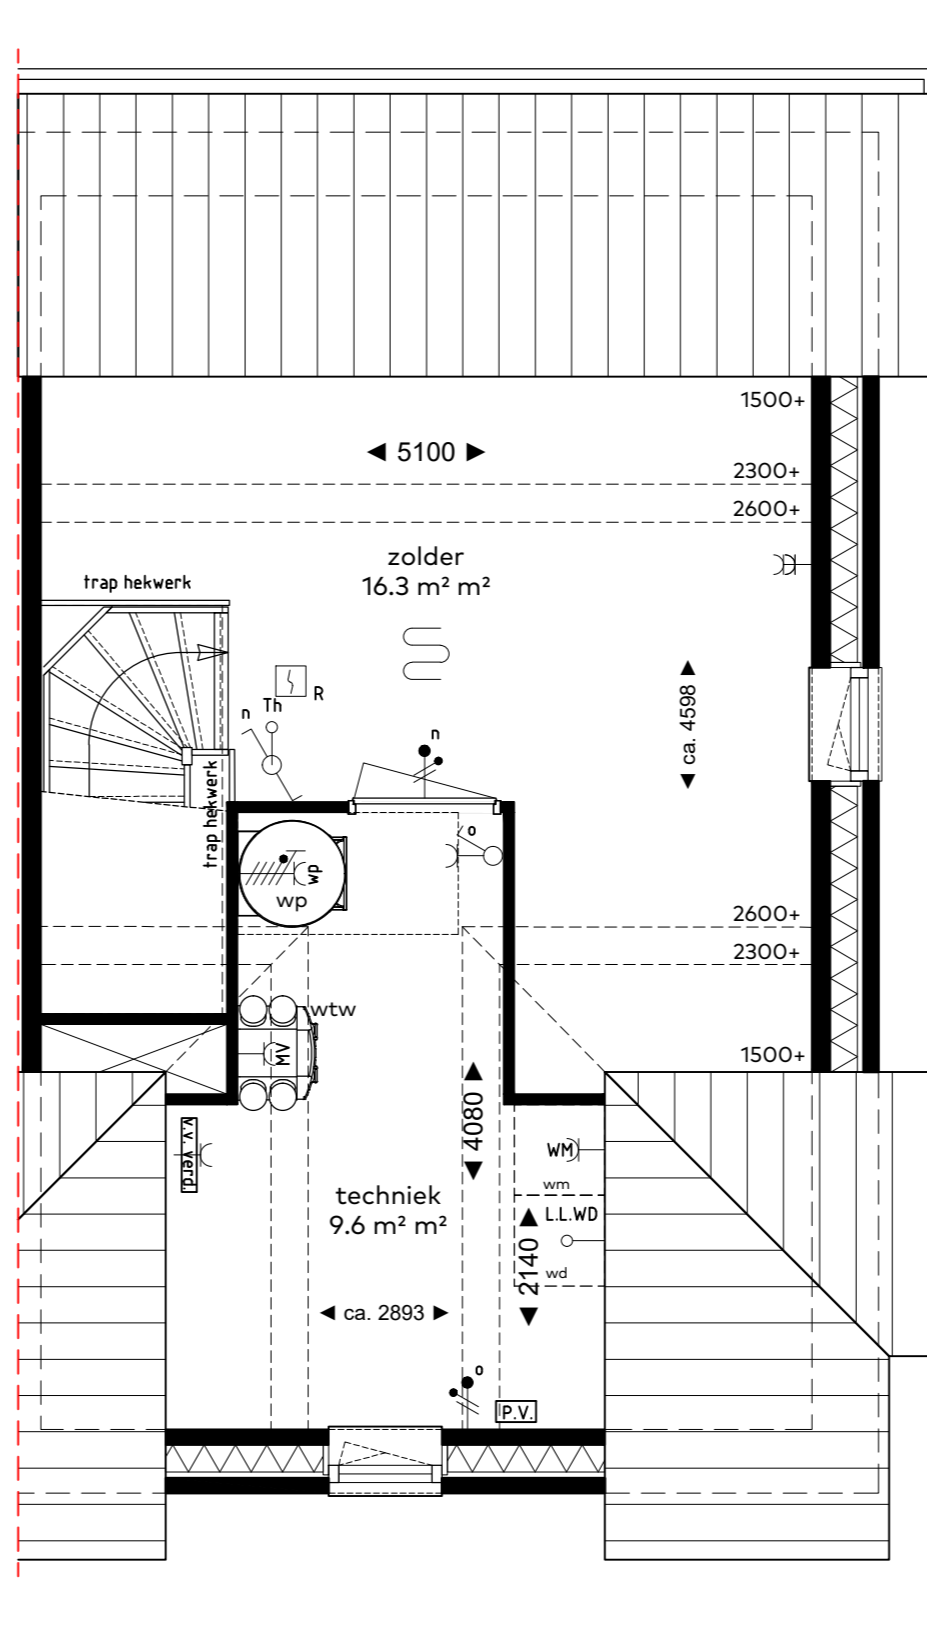 1500+
5100
2300+
2600+
zolder
16.3 m² m²
trap hekwerk
R
Th
n
ca. 4598
n
trap hekwerk
o
wp
wp
2600+
2300+
wtw
MV
1500+
4080
v.v. verd.
WM
wm
techniek
9.6 m² m²
L.L.WD
2140
wd
ca. 2893
o
P.V.